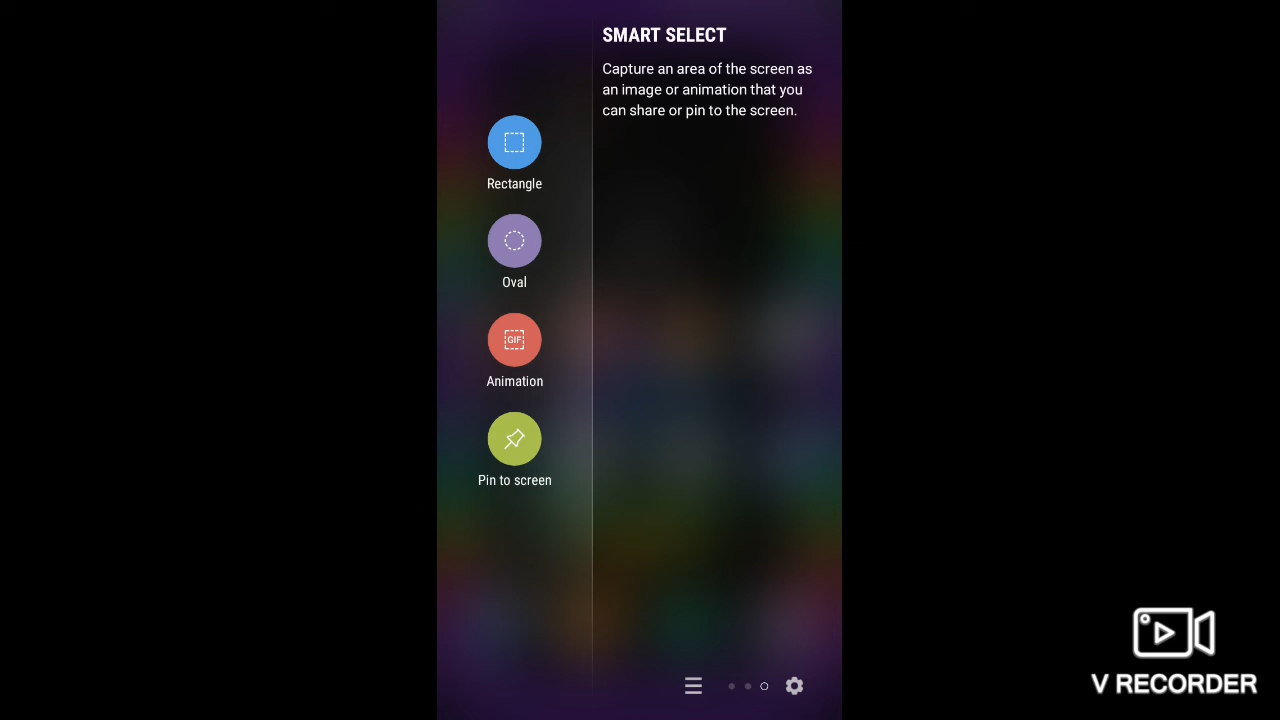 SMART SELECT
Capture an area of the screen as
an image or animation that you
can share or pin to the screen.
Rectangle
Oval
GIF
Animation
Pin to screen
V RECORDER